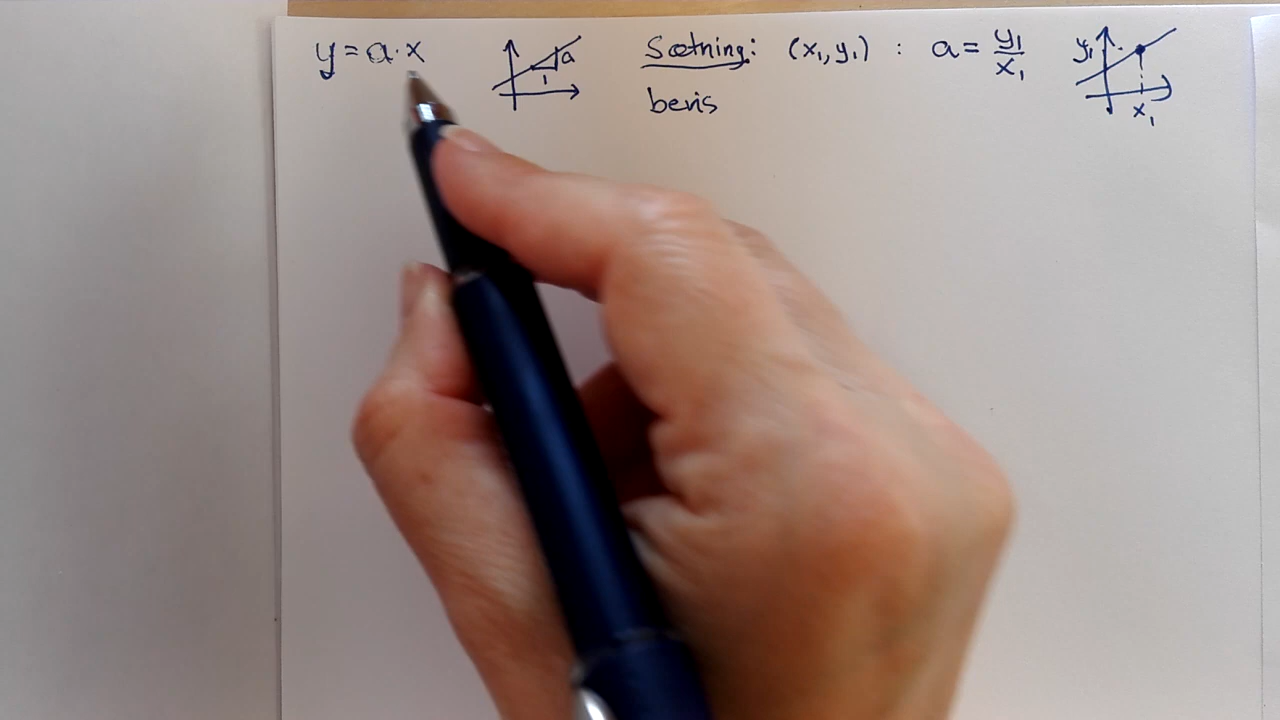 y = a · x
a
1
Sætning: (x₁, y₁) : a = y₁/x₁
y₁
x₁
bevis